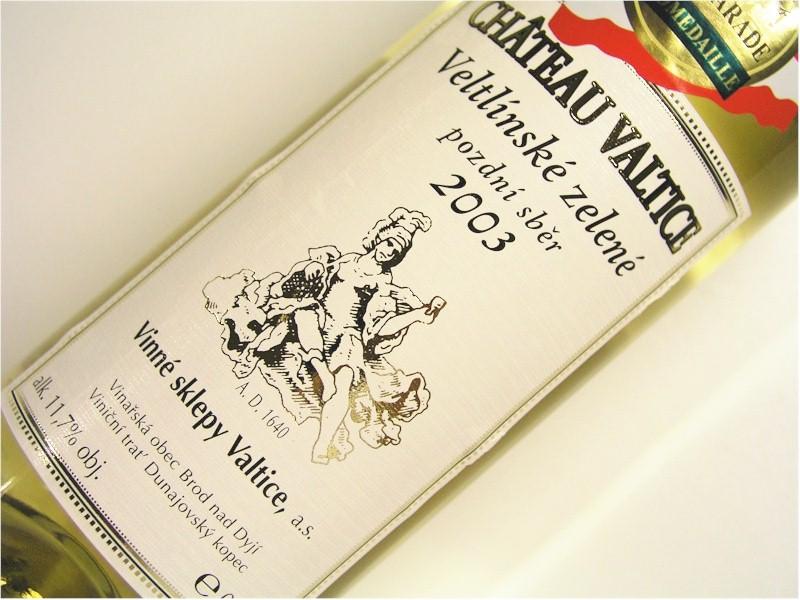 ARADE
MEDAILLE
CHÂTEAU VALTICE
Veltlínské zelené
pozdní sběr
2003
A. D. 1640
Vinné sklepy Valtice, a.s.
Vinařská obec Brod nad Dyjí
Viniční trať Dunajovský kopec
alk. 11,7% obj.
e